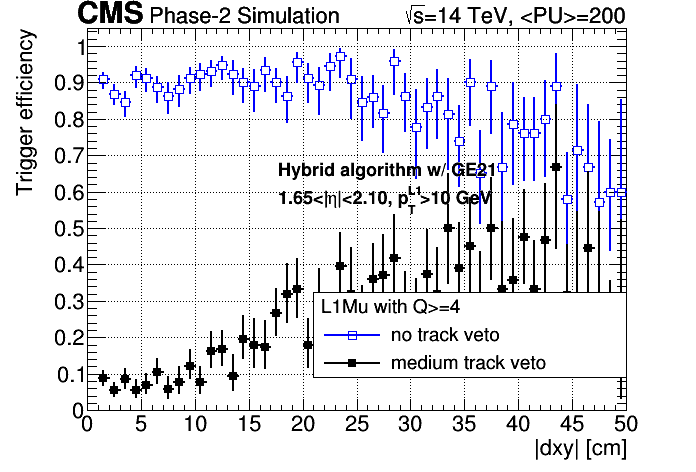 CMS Phase-2 Simulation √s=14 TeV, <PU>=200
Trigger efficiency
1
0.9
0.8
0.7
0.6
0.5
0.4
0.3
0.2
0.1
0
Hybrid algorithm w/ GE21
1.65<|η|<2.10, p_T^L1>10 GeV
L1Mu with Q>=4
no track veto
medium track veto
0 5 10 15 20 25 30 35 40 45 50
|dxy| [cm]